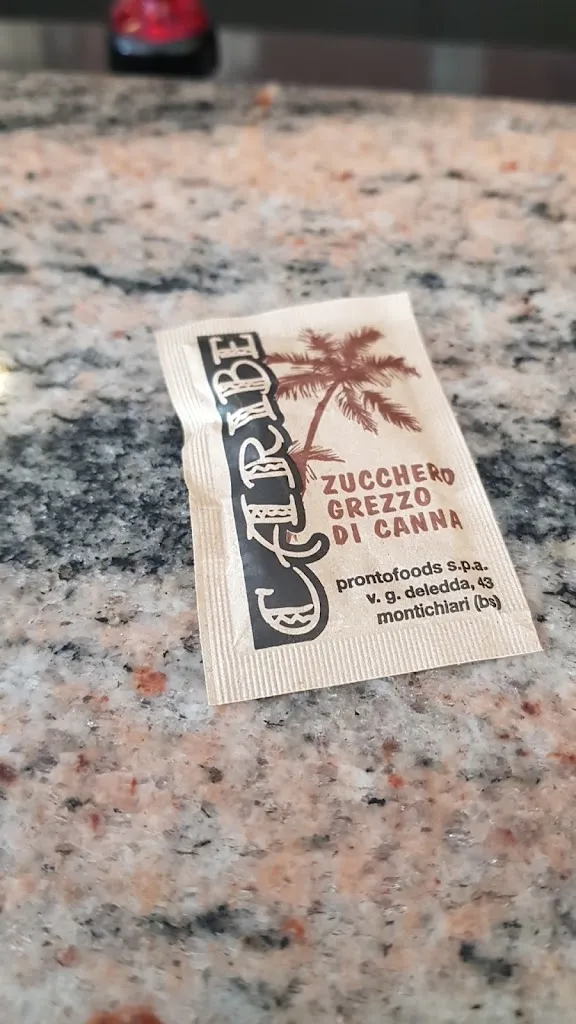 CARIBE
ZUCCHERO
GREZZO
DI CANNA
prontofoods s.p.a.
v. g. deledda, 43
montichiari (bs)